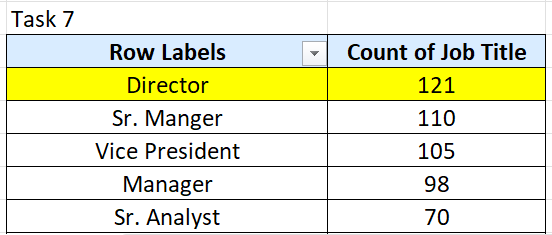 Task 7
Row Labels Count of Job Title
Director 121
Sr. Manger 110
Vice President 105
Manager 98
Sr. Analyst 70